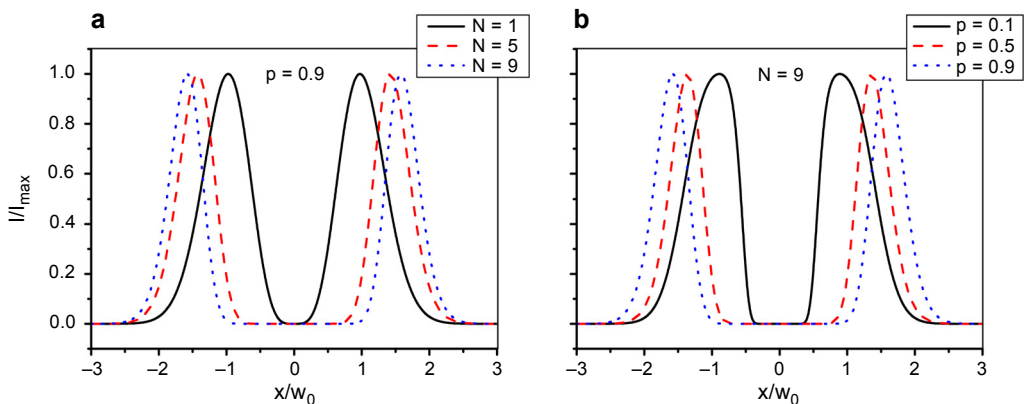 a
N = 1
N = 5
N = 9
p = 0.9
I/Imax
1.0
0.8
0.6
0.4
0.2
0.0
–3 –2 –1 0 1 2 3
x/w0
b
p = 0.1
p = 0.5
p = 0.9
N = 9
–3 –2 –1 0 1 2 3
x/w0